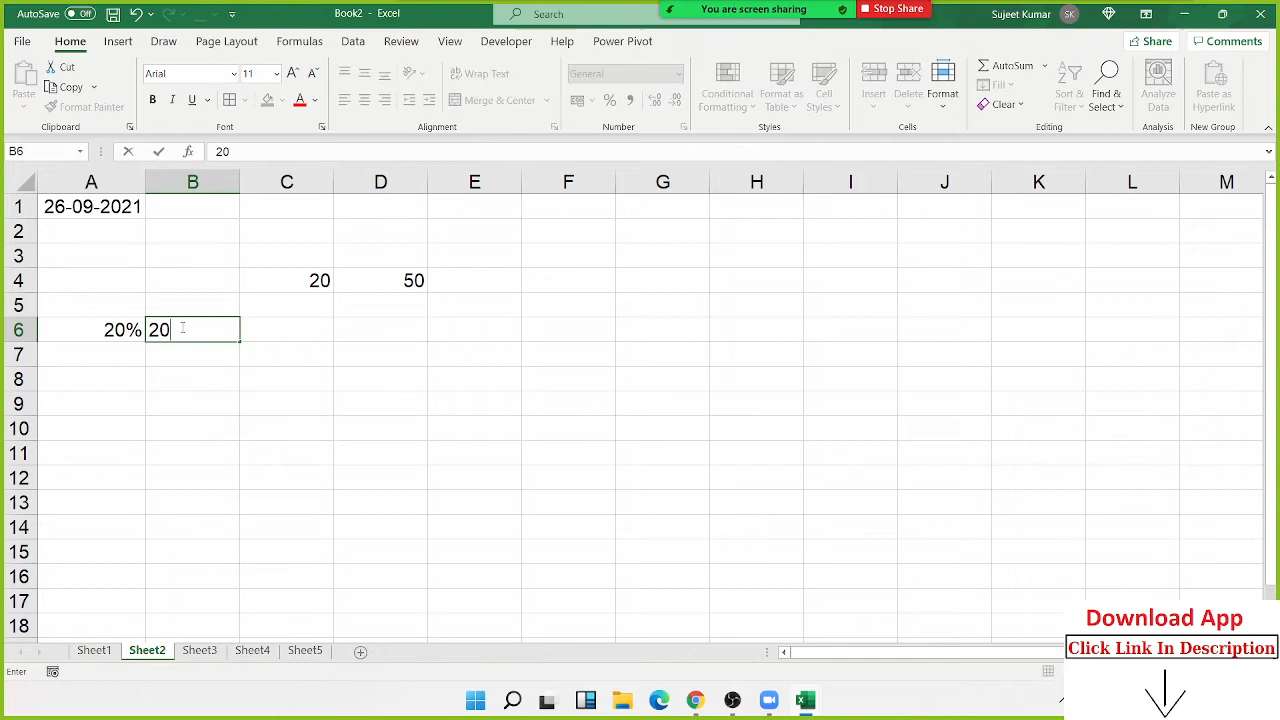 AutoSave Off Book2 - Excel Search You are screen sharing Stop Share Sujeet Kumar SK
File Home Insert Draw Page Layout Formulas Data Review View Developer Help Power Pivot Share Comments
Paste Cut Copy Format Painter Clipboard
Arial 11 B I U Font
Wrap Text Merge & Center Alignment
General % Number
Conditional Formatting Format as Table Cell Styles Styles
Insert Delete Format Cells
AutoSum Fill Clear Sort & Filter Find & Select Editing
Analyze Data Analysis
Paste as Hyperlink New Group
B6 fx 20
A B C D E F G H I J K L M
1 26-09-2021
2
3
4 20 50
5
6 20% 20
7
8
9
10
11
12
13
14
15
16
17
18
Sheet1 Sheet2 Sheet3 Sheet4 Sheet5
Enter
Download App
Click Link In Description